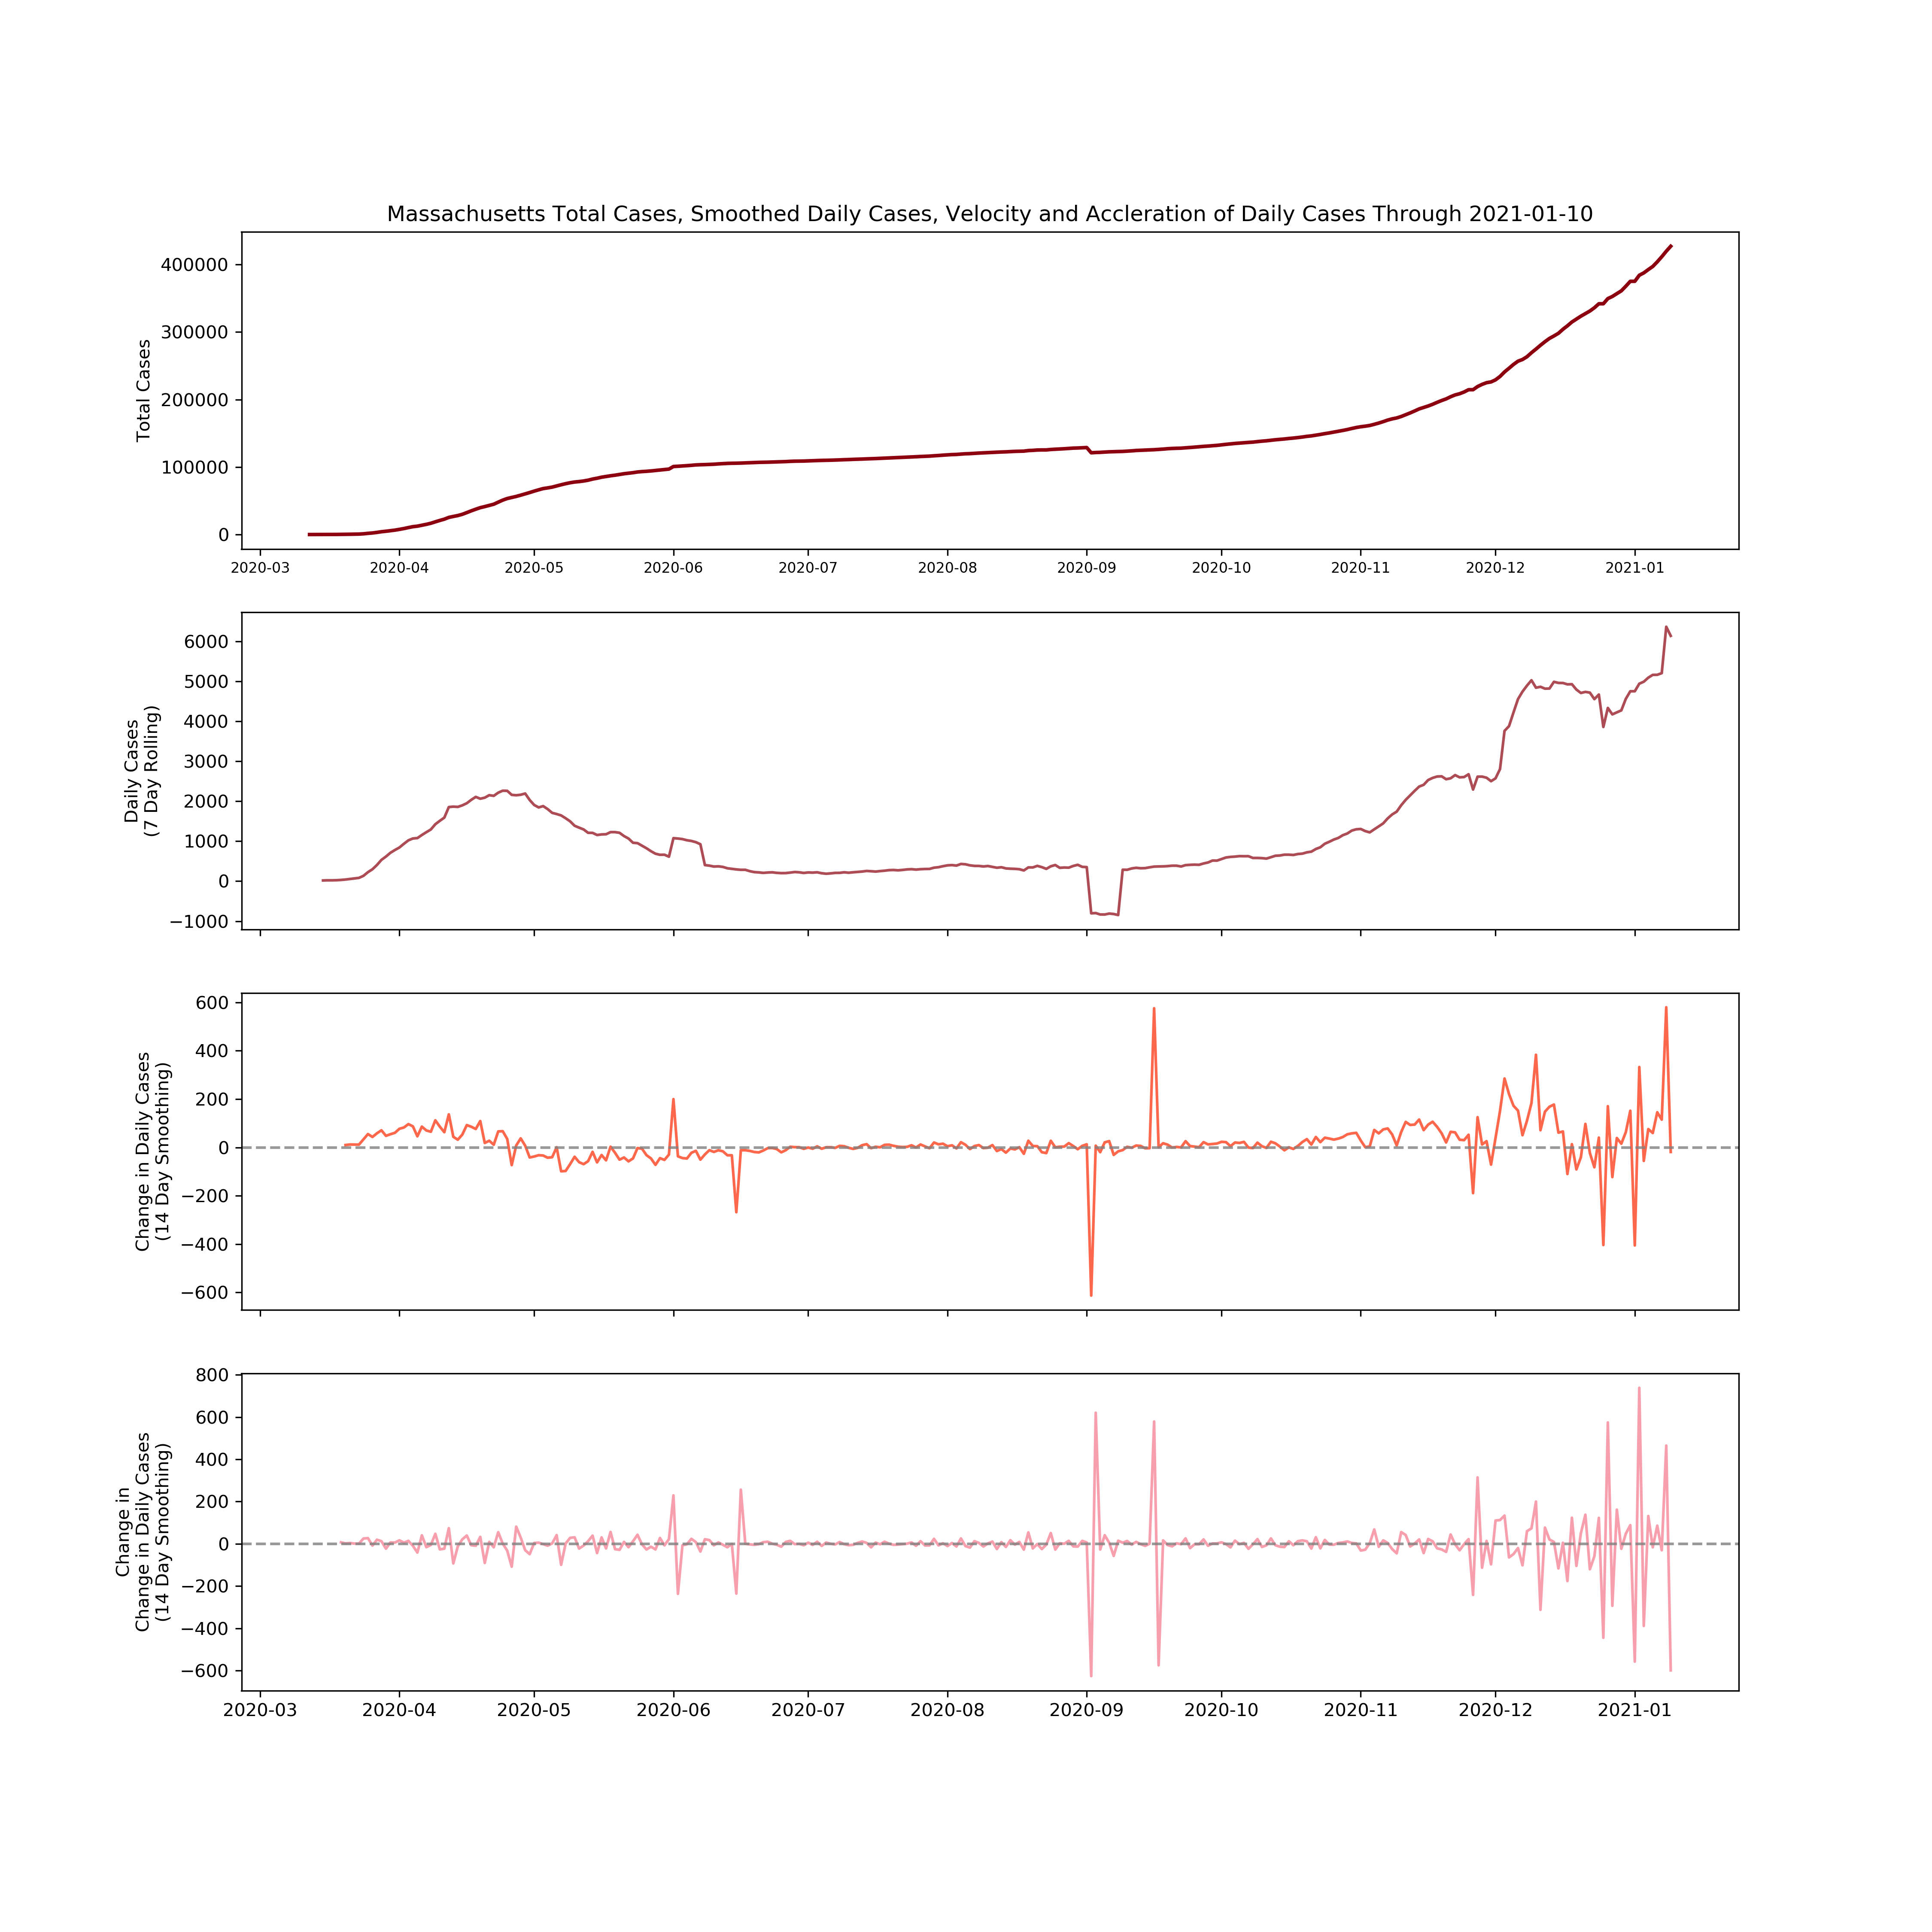 Massachusetts Total Cases, Smoothed Daily Cases, Velocity and Accleration of Daily Cases Through 2021-01-10
Total Cases
400000
300000
200000
100000
0
2020-03 2020-04 2020-05 2020-06 2020-07 2020-08 2020-09 2020-10 2020-11 2020-12 2021-01
Daily Cases
(7 Day Rolling)
6000
5000
4000
3000
2000
1000
0
−1000
Change in Daily Cases
(14 Day Smoothing)
600
400
200
0
−200
−400
−600
Change in
Change in Daily Cases
(14 Day Smoothing)
800
600
400
200
0
−200
−400
−600
2020-03 2020-04 2020-05 2020-06 2020-07 2020-08 2020-09 2020-10 2020-11 2020-12 2021-01